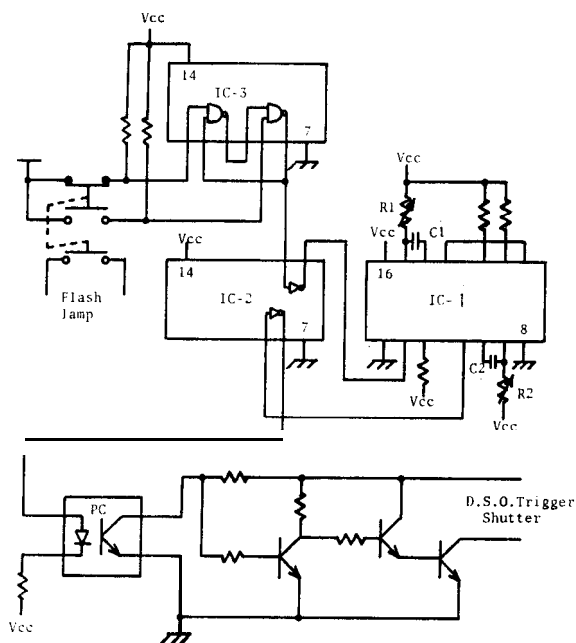 Vcc
14
IC-3
7
Vcc
R1
C1
Vcc
Vcc
16
14
IC-1
IC-2
8
7
Flash
lamp
C2
R2
Vcc
Vcc
PC
D.S.O.Trigger
Shutter
Vcc